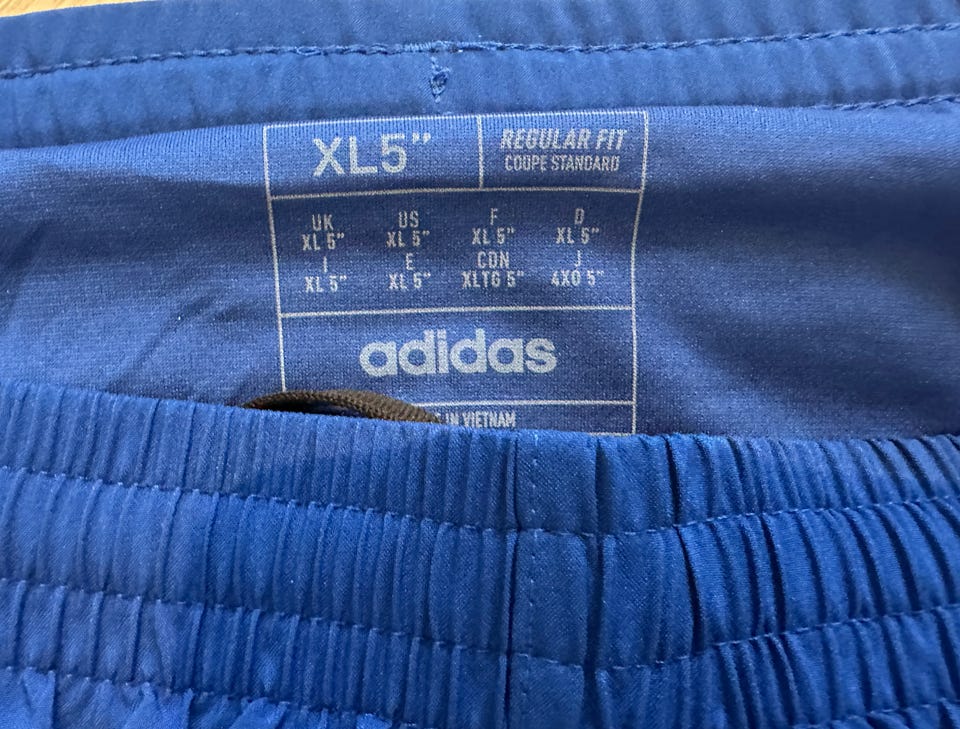 XL5" REGULAR FIT
COUPE STANDARD
UK US F D
XL 5" XL 5" XL 5" XL 5"
I E CDN J
XL 5" XL 5" XLTG 5" 4XO 5"
adidas
IN VIETNAM